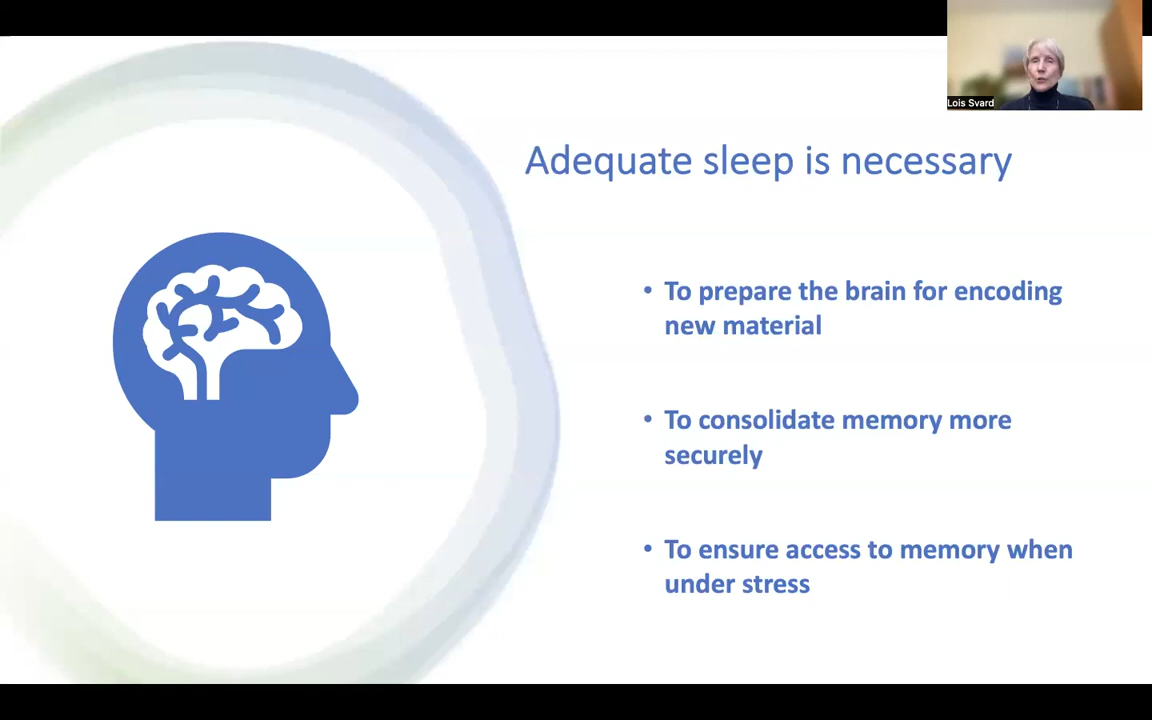 Lois Svard
Adequate sleep is necessary
• To prepare the brain for encoding
new material
• To consolidate memory more
securely
• To ensure access to memory when
under stress